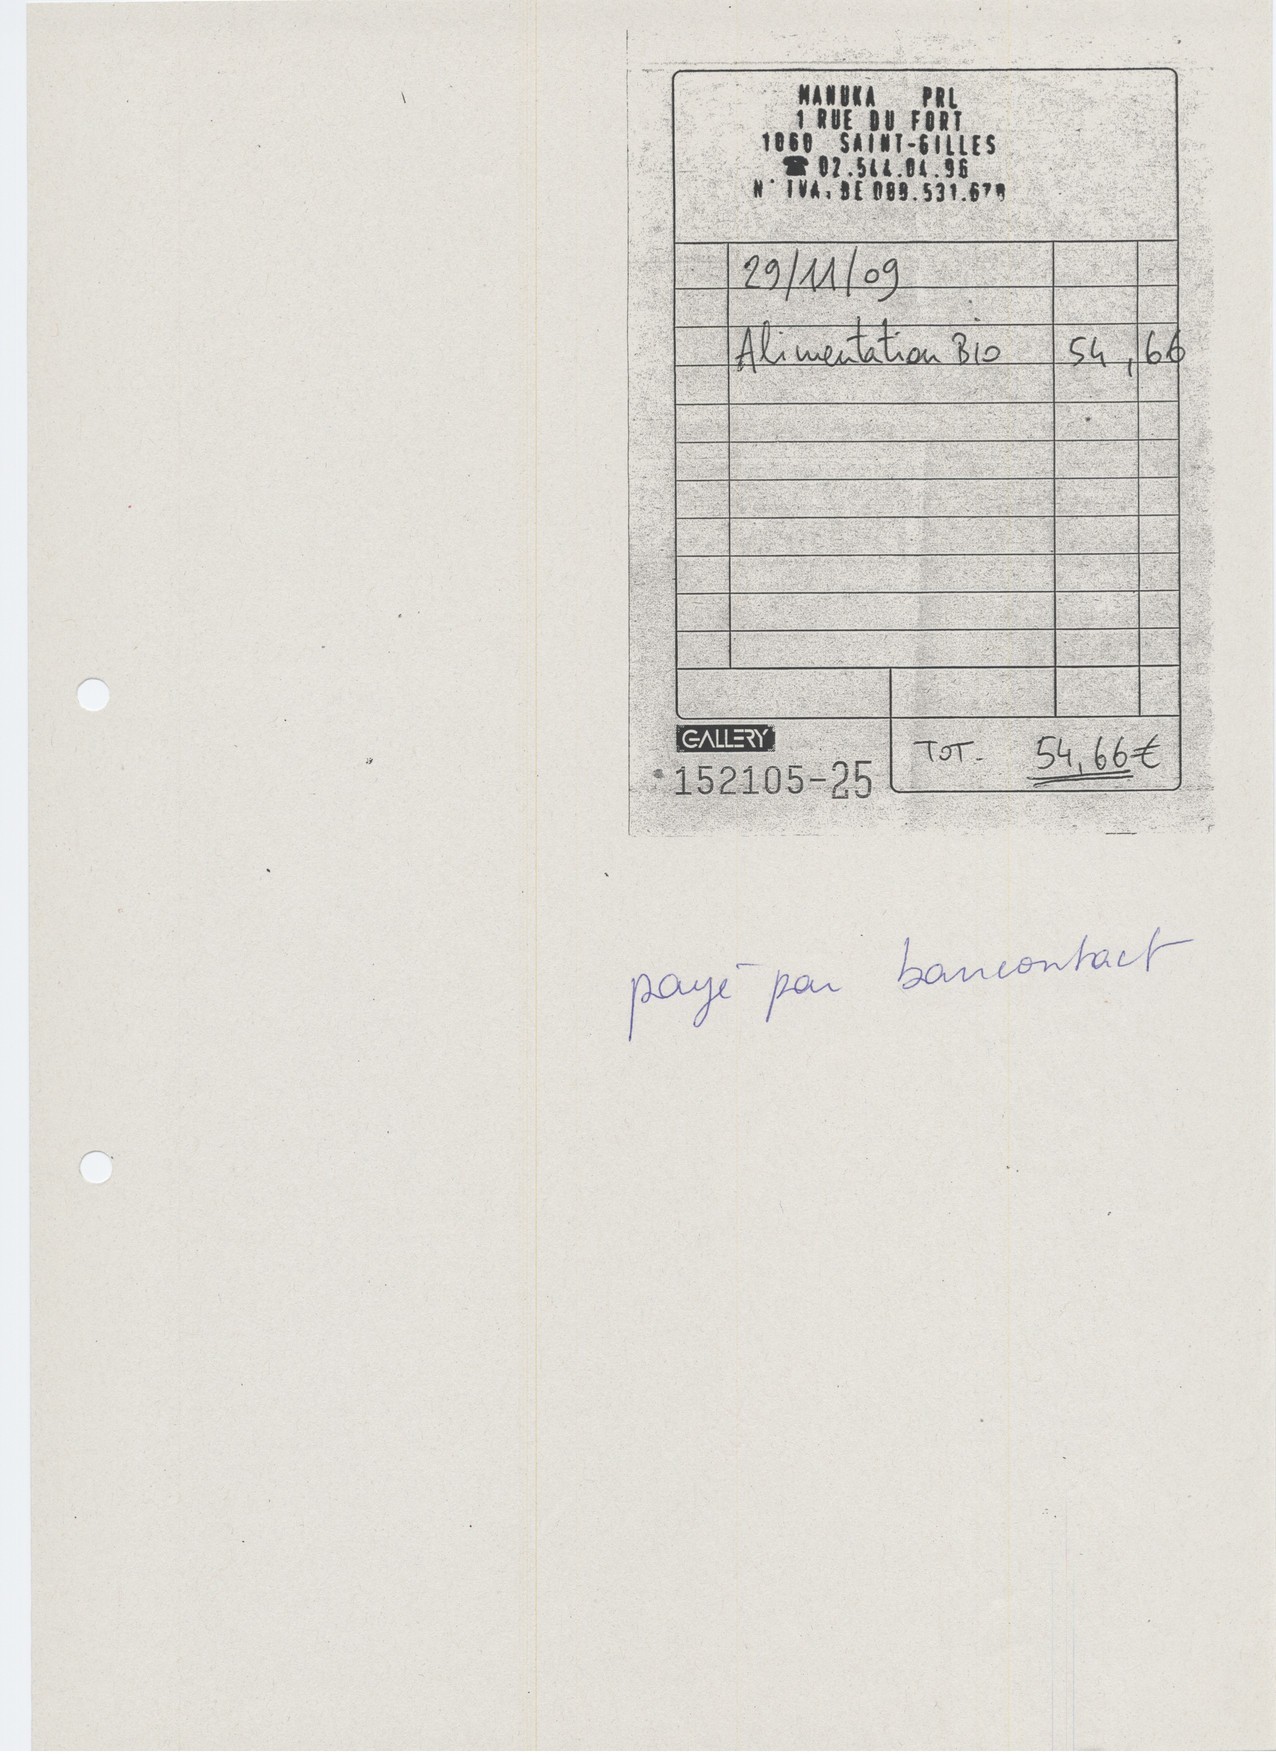 MANUKA PRL
1 RUE DU FORT
1060 SAINT-GILLES
☎ 02.544.04.96
N° TVA. BE 089.531.678
29/11/09
Alimentation Bio 54,66
GALLERY
TOT. 54,66€
152105-25
payé par bancontact